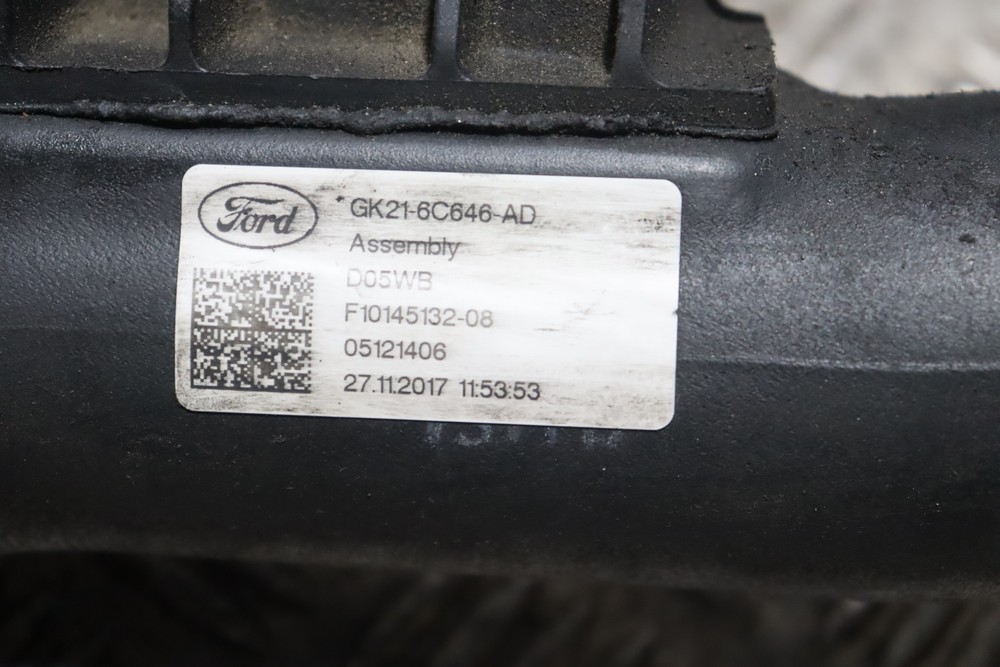 Ford
GK21-6C646-AD
Assembly
D05WB
F10145132-08
05121406
27.11.2017 11:53:53